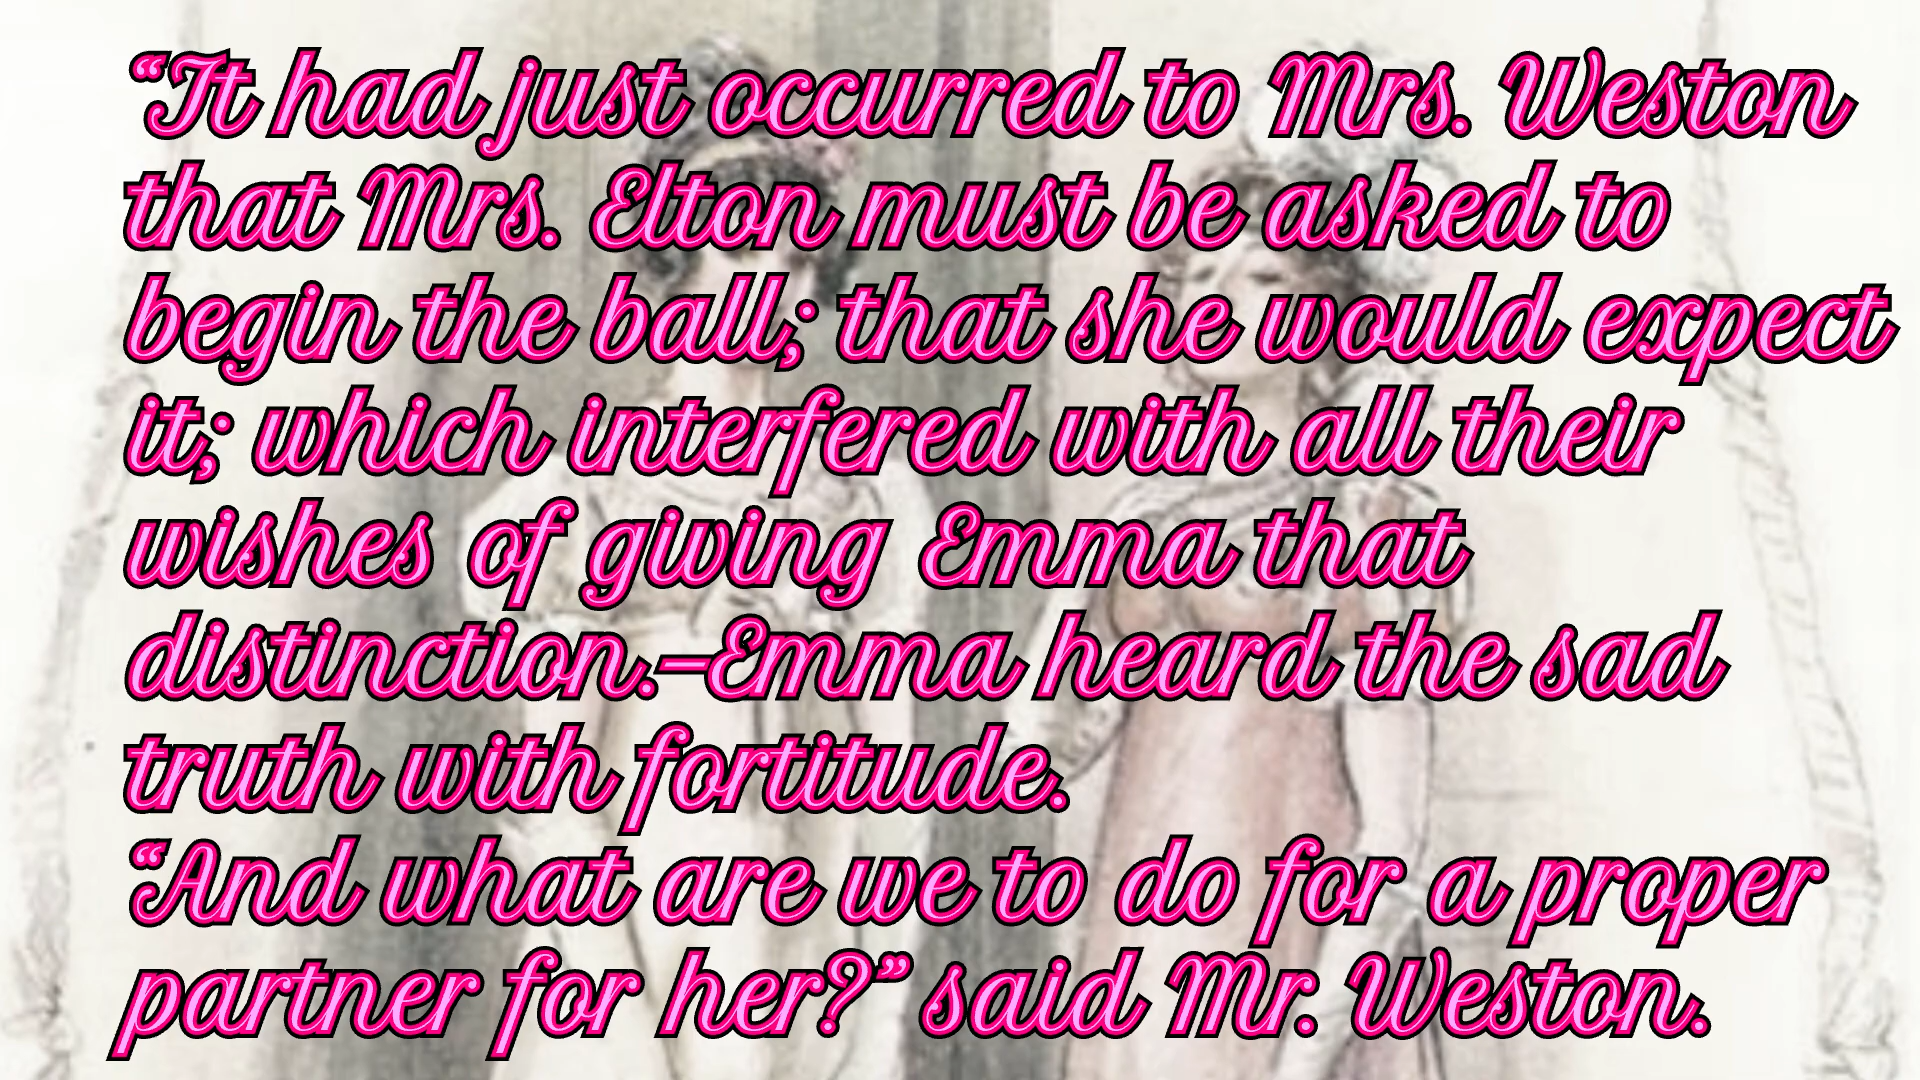 “It had just occurred to Mrs. Weston
that Mrs. Elton must be asked to
begin the ball; that she would expect
it; which interfered with all their
wishes of giving Emma that
distinction.—Emma heard the sad
truth with fortitude.
“And what are we to do for a proper
partner for her?” said Mr. Weston.